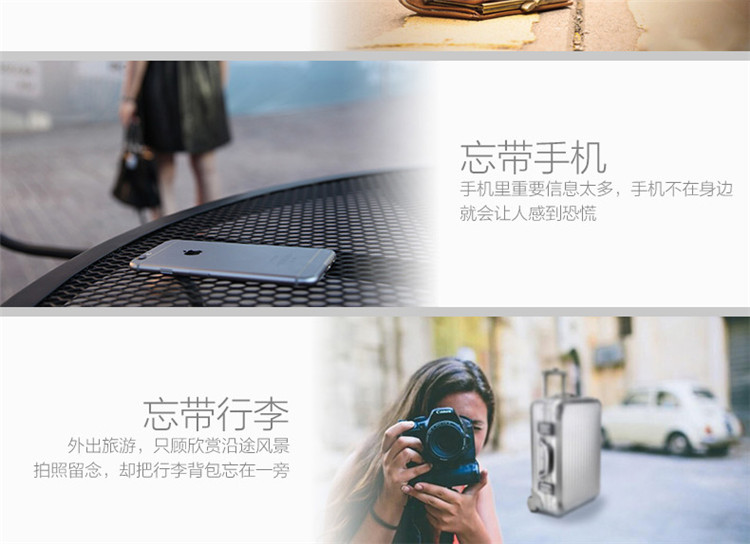 忘带手机
手机里重要信息太多，手机不在身边
就会让人感到恐慌
忘带行李
外出旅游，只顾欣赏沿途风景
拍照留念，却把行李背包忘在一旁
Canon